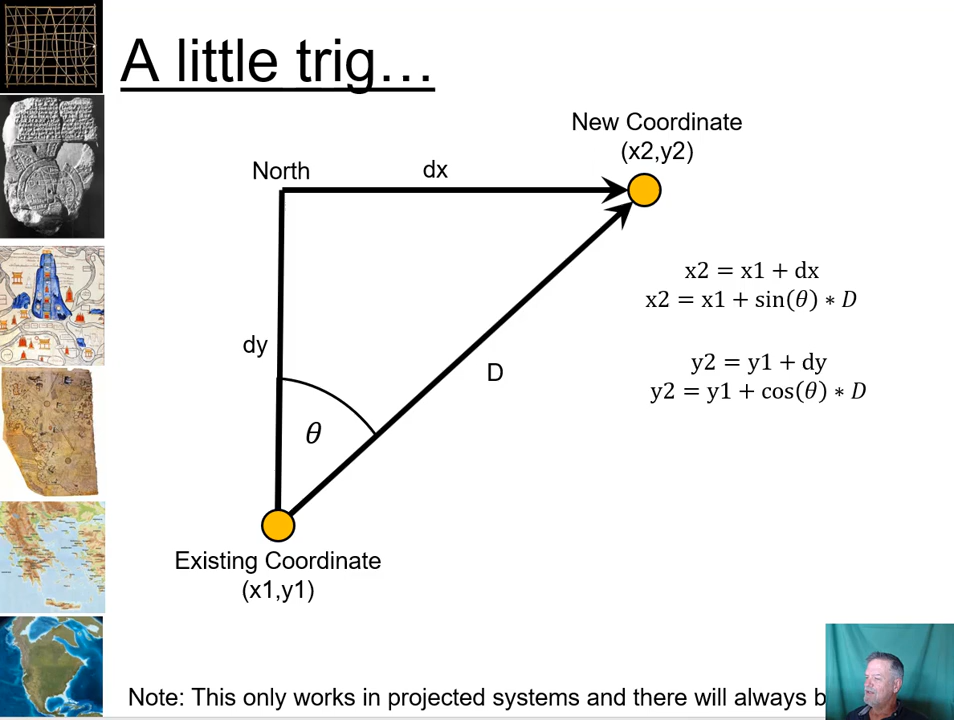 A little trig…
New Coordinate
(x2,y2)
North
dx
x2 = x1 + dx
x2 = x1 + sin(θ) ∗ D
dy
y2 = y1 + dy
D
y2 = y1 + cos(θ) ∗ D
θ
Existing Coordinate
(x1,y1)
Note: This only works in projected systems and there will always b